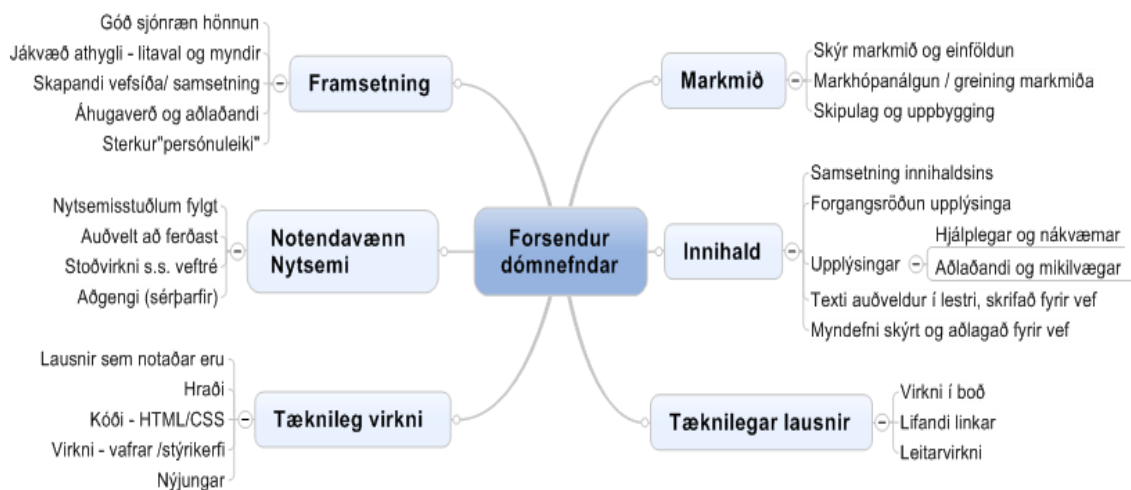 Forsendur
dómnefndar
Framsetning
Góð sjónræn hönnun
Jákvæð athygli - litaval og myndir
Skapandi vefsíða/ samsetning
Áhugaverð og aðlaðandi
Sterkur"persónuleiki"
Notendavænn
Nytsemi
Nytsemisstuðlum fylgt
Auðvelt að ferðast
Stoðvirkni s.s. veftré
Aðgengi (sérþarfir)
Tæknileg virkni
Lausnir sem notaðar eru
Hraði
Kóði - HTML/CSS
Virkni - vafrar /stýrikerfi
Nýjungar
Markmið
Skýr markmið og einföldun
Markhópanálgun / greining markmiða
Skipulag og uppbygging
Innihald
Samsetning innihaldsins
Forgangsröðun upplýsinga
Upplýsingar
Hjálplegar og nákvæmar
Aðlaðandi og mikilvægar
Texti auðveldur í lestri, skrifað fyrir vef
Myndefni skýrt og aðlagað fyrir vef
Tæknilegar lausnir
Virkni í boð
Lifandi linkar
Leitarvirkni